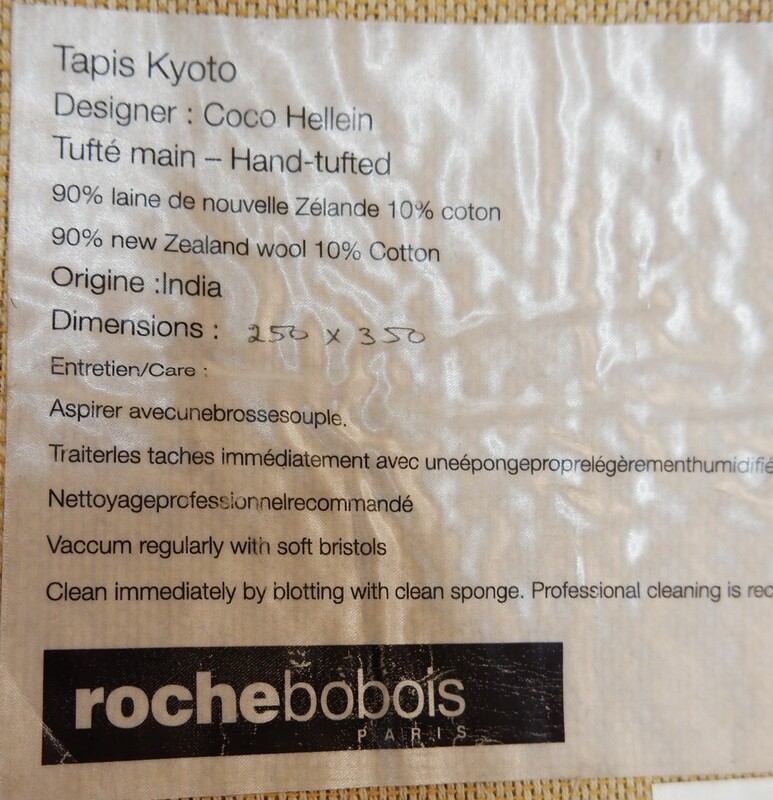 Tapis Kyoto
Designer : Coco Hellein
Tufté main – Hand-tufted
90% laine de nouvelle Zélande 10% coton
90% new Zealand wool 10% Cotton
Origine :India
Dimensions : 250 x 350
Entretien/Care :
Aspirer avecunebrossesouple.
Traiterles taches immédiatement avec uneépongeproprelégèrementhumidifié
Nettoyageprofessionnelrecommandé
Vaccum regularly with soft bristols
Clean immediately by blotting with clean sponge. Professional cleaning is rec
rochebobois
PARIS